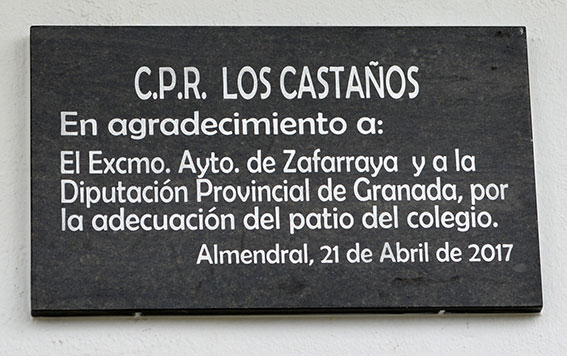 C.P.R. LOS CASTAÑOS
En agradecimiento a:
El Excmo. Ayto. de Zafarraya y a la
Diputación Provincial de Granada, por
la adecuación del patio del colegio.
Almendral, 21 de Abril de 2017